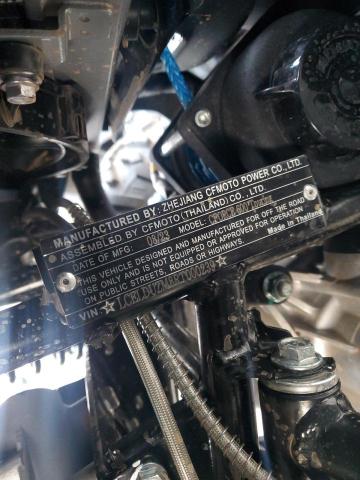 MANUFACTURED BY: ZHEJIANG CFMOTO POWER CO., LTD.
ASSEMBLED BY CFMOTO (THAILAND) CO., LTD.
DATE OF MFG: 08/23 MODEL:
THIS VEHICLE DESIGNED AND MANUFACTURED FOR OFF THE ROAD
ON THIS AND IS NOT EQUIPPED OR APPROVED FOR OPERATION
ON PUBLIC STREETS, ROADS OR HIGHWAYS.
Made in Thailand
VIN: